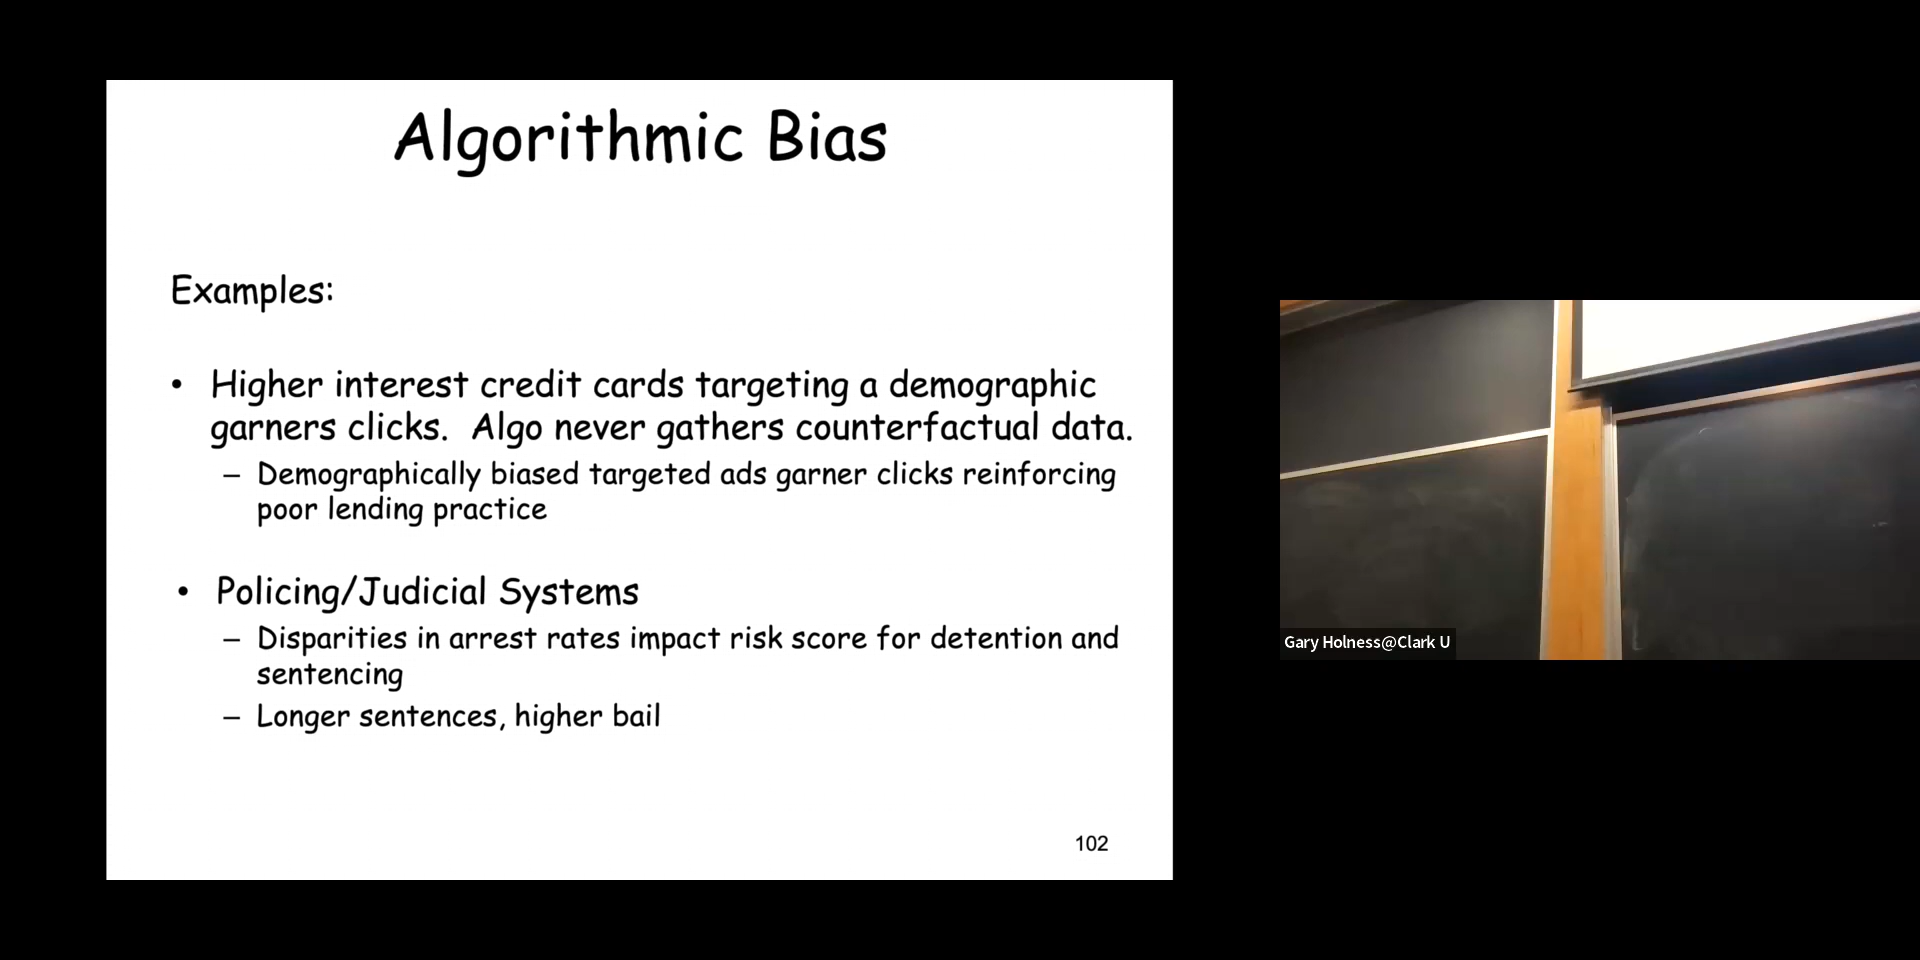 Algorithmic Bias
Examples:
• Higher interest credit cards targeting a demographic
garners clicks.  Algo never gathers counterfactual data.
– Demographically biased targeted ads garner clicks reinforcing
poor lending practice
• Policing/Judicial Systems
– Disparities in arrest rates impact risk score for detention and
sentencing
– Longer sentences, higher bail
102
Gary Holness@Clark U